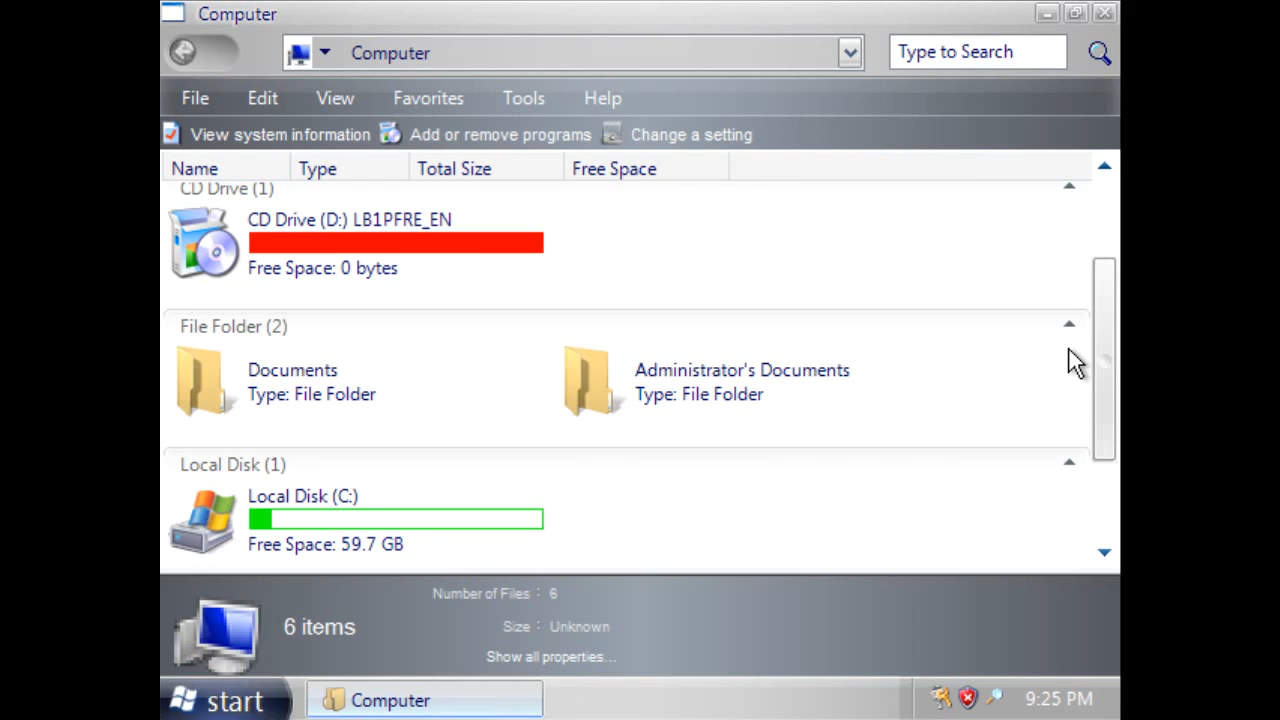 Computer
Computer
Type to Search
File Edit View Favorites Tools Help
View system information Add or remove programs Change a setting
Name Type Total Size Free Space
CD Drive (1)
CD Drive (D:) LB1PFRE_EN
Free Space: 0 bytes
File Folder (2)
Documents
Type: File Folder
Administrator's Documents
Type: File Folder
Local Disk (1)
Local Disk (C:)
Free Space: 59.7 GB
6 items
Number of Files : 6
Size : Unknown
Show all properties...
start
Computer
9:25 PM